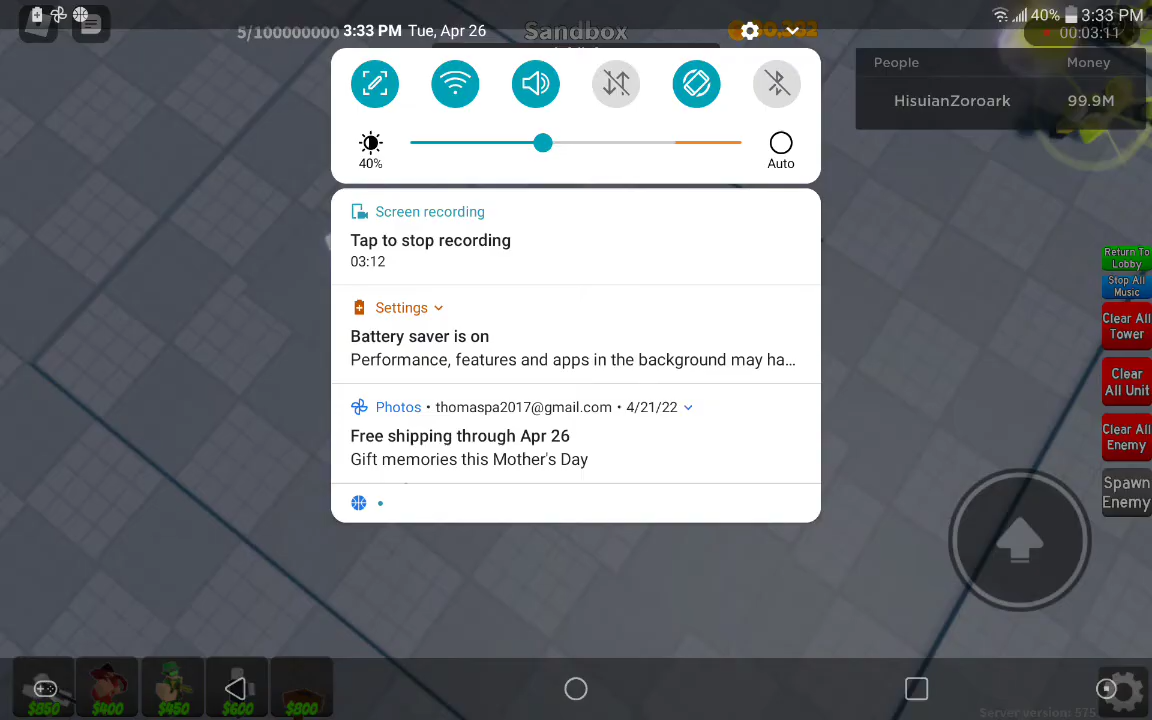 40% 3:33 PM
5/100000000 3:33 PM Tue, Apr 26 Sandbox
00:03:11
People Money
HisuianZoroark 99.9M
40% Auto
Screen recording
Tap to stop recording
03:12
Settings
Battery saver is on
Performance, features and apps in the background may ha...
Photos • thomaspa2017@gmail.com • 4/21/22
Free shipping through Apr 26
Gift memories this Mother's Day
Return To
Lobby
Stop All
Music
Clear All
Tower
Clear
All Unit
Clear All
Enemy
Spawn
Enemy
$850 $400 $450 $600 $800
Server version: 575